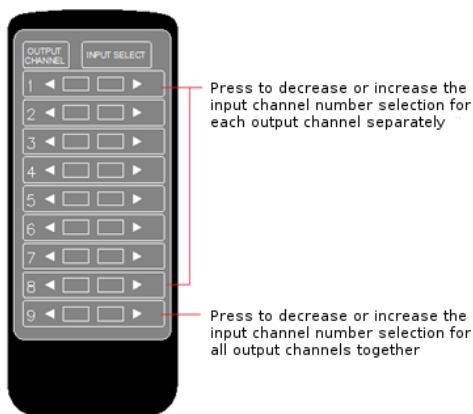 OUTPUT
CHANNEL
INPUT SELECT
1
2
3
4
5
6
7
8
9
Press to decrease or increase the
input channel number selection for
each output channel separately
Press to decrease or increase the
input channel number selection for
all output channels together